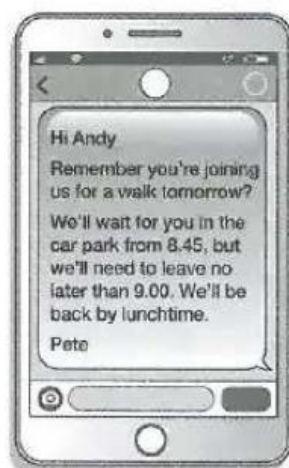 Hi Andy
Remember you're joining
us for a walk tomorrow?
We'll wait for you in the
car park from 8.45, but
we'll need to leave no
later than 9.00. We'll be
back by lunchtime.
Pete